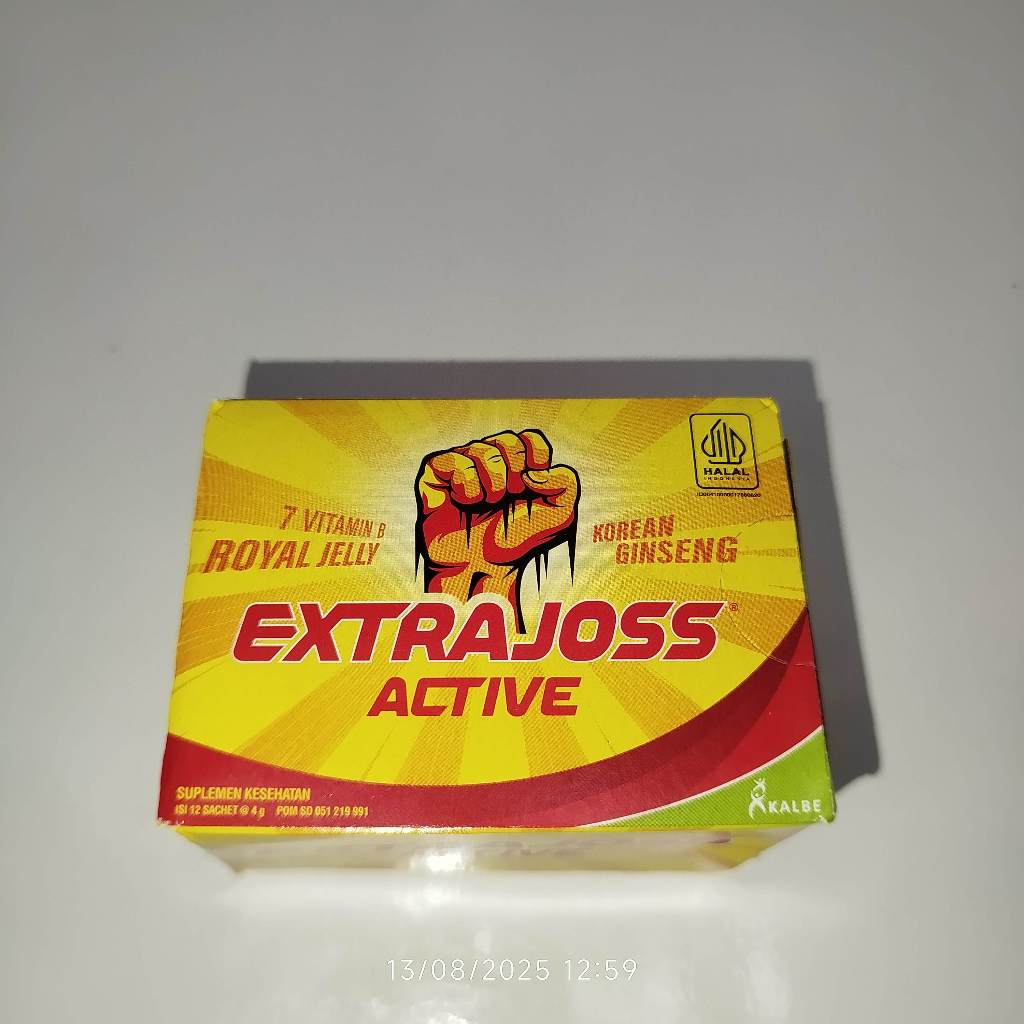 HALAL
INDONESIA
7 VITAMIN B
ROYAL JELLY
KOREAN
GINSENG
EXTRAJOSS®
ACTIVE
SUPLEMEN KESEHATAN
ISI 12 SACHET @ 4 g POM SD 051 219 991
KALBE
13/08/2025 12:59